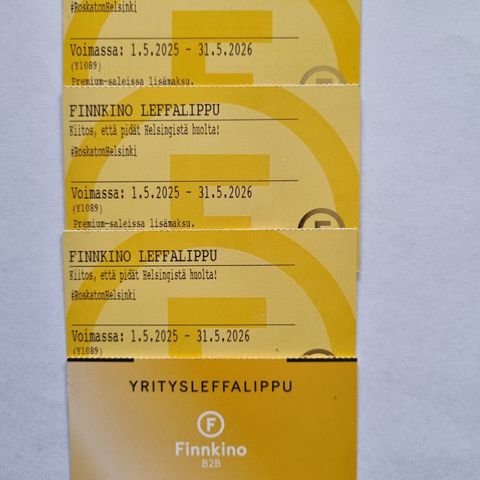 #RoskatonHelsinki
Voimassa: 1.5.2025 - 31.5.2026
(Y1089)
Premium-saleissa lisämaksu.
FINNKINO LEFFALIPPU
Kiitos, että pidät Helsingistä huolta!
#RoskatonHelsinki
Voimassa: 1.5.2025 - 31.5.2026
(Y1089)
Premium-saleissa lisämaksu.
F
FINNKINO LEFFALIPPU
Kiitos, että pidät Helsingistä huolta!
#RoskatonHelsinki
Voimassa: 1.5.2025 - 31.5.2026
(Y1089)
YRITYSLEFFALIPPU
F
Finnkino
B2B